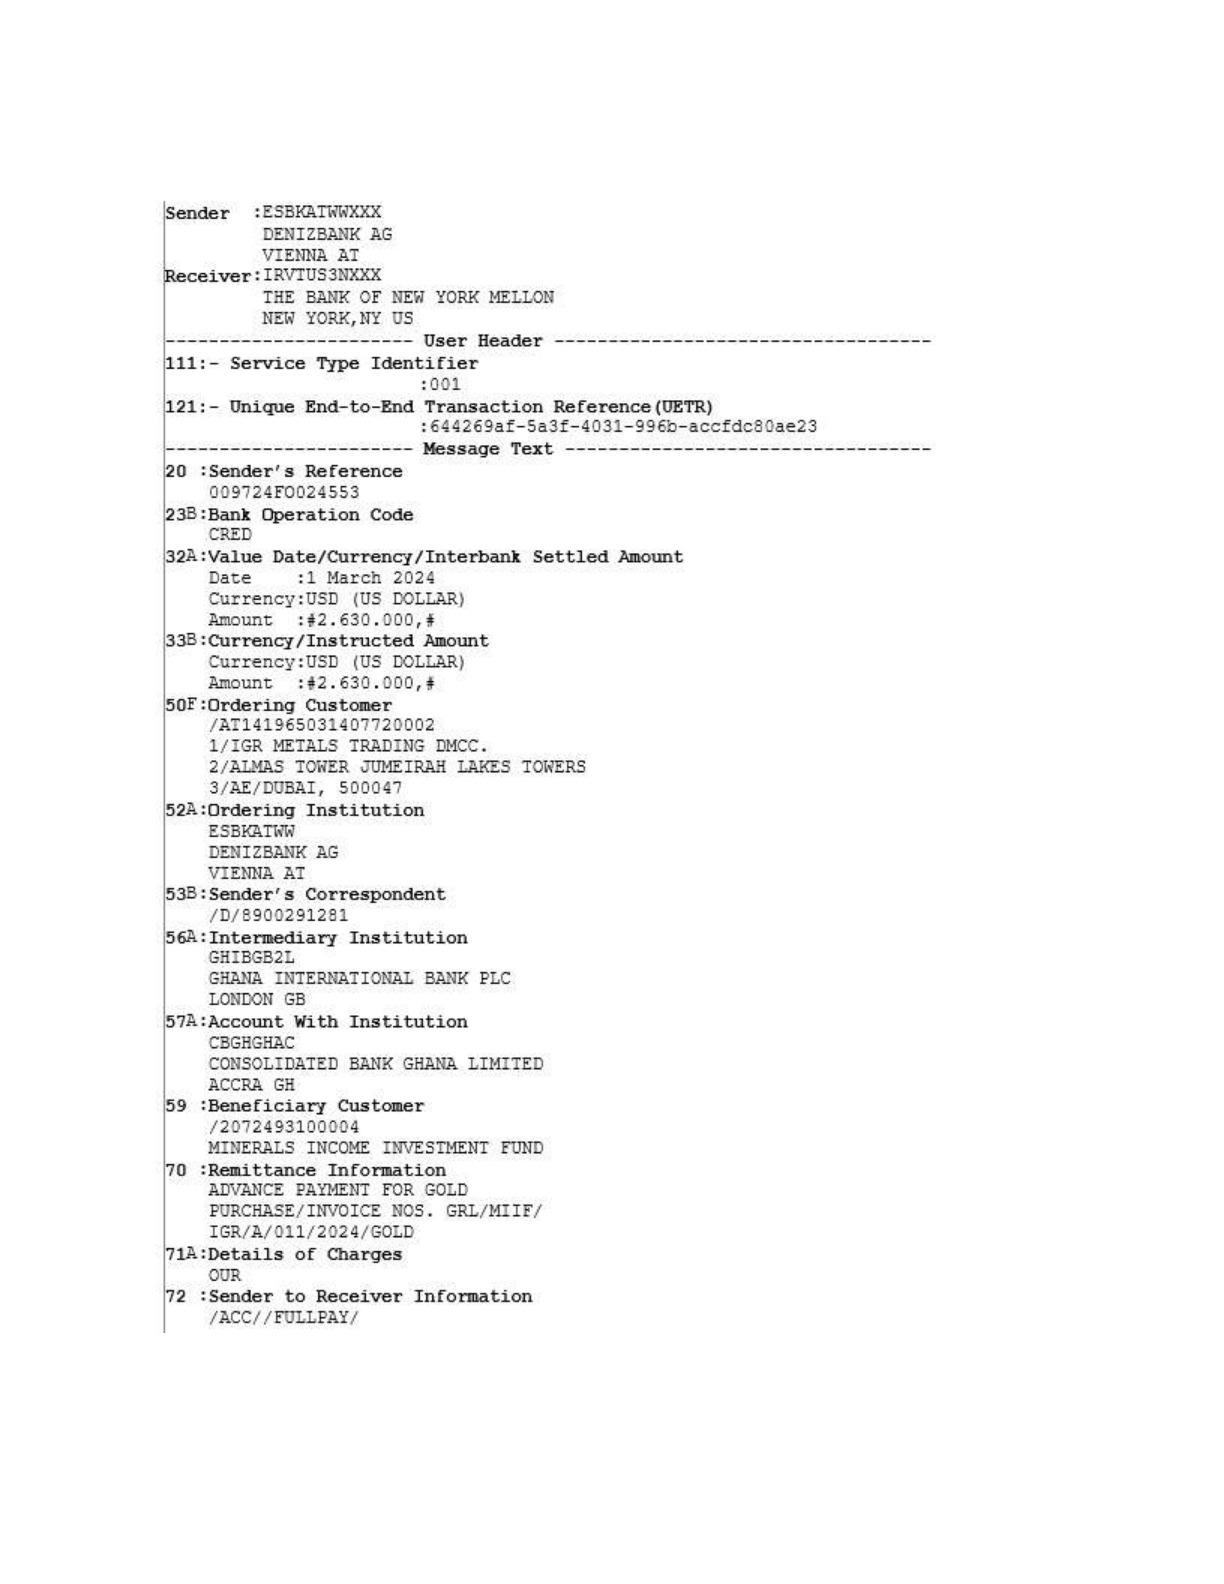 Sender  :ESBKATWWXXX
DENIZBANK AG
VIENNA AT
Receiver:IRVTUS3NXXX
THE BANK OF NEW YORK MELLON
NEW YORK,NY US
----------------------- User Header -----------------------------------
111:- Service Type Identifier
:001
121:- Unique End-to-End Transaction Reference(UETR)
:644269af-5a3f-4031-996b-accfdc80ae23
----------------------- Message Text ----------------------------------
20 :Sender's Reference
009724FO024553
23B:Bank Operation Code
CRED
32A:Value Date/Currency/Interbank Settled Amount
Date    :1 March 2024
Currency:USD (US DOLLAR)
Amount  :#2.630.000,#
33B:Currency/Instructed Amount
Currency:USD (US DOLLAR)
Amount  :#2.630.000,#
50F:Ordering Customer
/AT141965031407720002
1/IGR METALS TRADING DMCC.
2/ALMAS TOWER JUMEIRAH LAKES TOWERS
3/AE/DUBAI, 500047
52A:Ordering Institution
ESBKATWW
DENIZBANK AG
VIENNA AT
53B:Sender's Correspondent
/D/8900291281
56A:Intermediary Institution
GHIBGB2L
GHANA INTERNATIONAL BANK PLC
LONDON GB
57A:Account With Institution
CBGHGHAC
CONSOLIDATED BANK GHANA LIMITED
ACCRA GH
59 :Beneficiary Customer
/2072493100004
MINERALS INCOME INVESTMENT FUND
70 :Remittance Information
ADVANCE PAYMENT FOR GOLD
PURCHASE/INVOICE NOS. GRL/MIIF/
IGR/A/011/2024/GOLD
71A:Details of Charges
OUR
72 :Sender to Receiver Information
/ACC//FULLPAY/